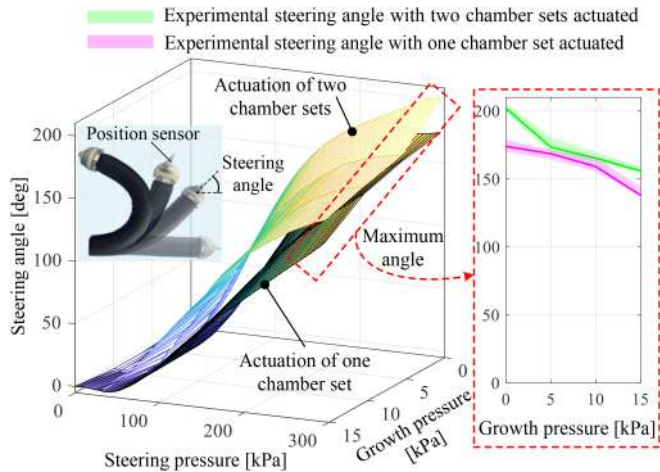 Experimental steering angle with two chamber sets actuated
Experimental steering angle with one chamber set actuated
Actuation of two
chamber sets
Position sensor
Steering
angle
Maximum
angle
Actuation of one
chamber set
Steering angle [deg]
200
150
100
50
0
0
100
200
300
Steering pressure [kPa]
15
10
5
0
Growth pressure
[kPa]
200
150
100
50
0
0
5
10
15
Growth pressure [kPa]